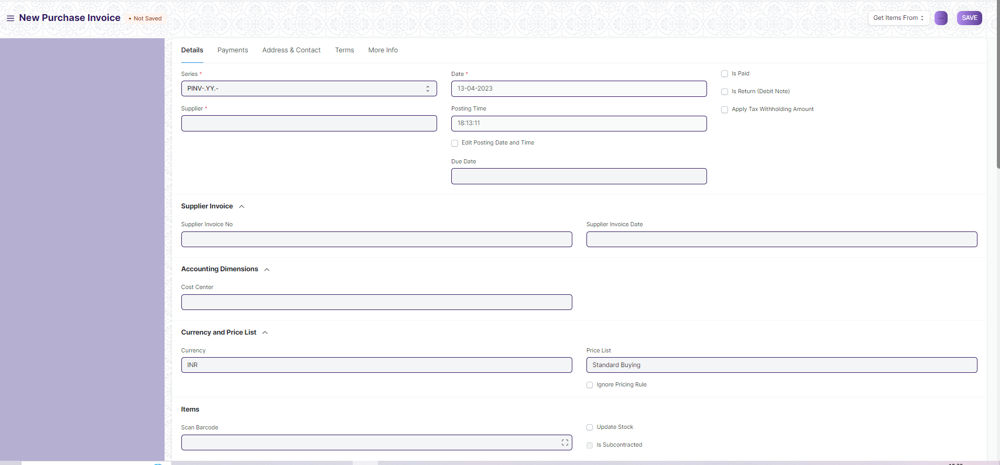 New Purchase Invoice
• Not Saved
Get Items From
...
SAVE
Details
Payments
Address & Contact
Terms
More Info
Series *
PINV-.YY.-
Date *
13-04-2023
Is Paid
Is Return (Debit Note)
Supplier *
Posting Time
18:13:11
Apply Tax Withholding Amount
Edit Posting Date and Time
Due Date
Supplier Invoice
Supplier Invoice No
Supplier Invoice Date
Accounting Dimensions
Cost Center
Currency and Price List
Currency
INR
Price List
Standard Buying
Ignore Pricing Rule
Items
Scan Barcode
Update Stock
Is Subcontracted